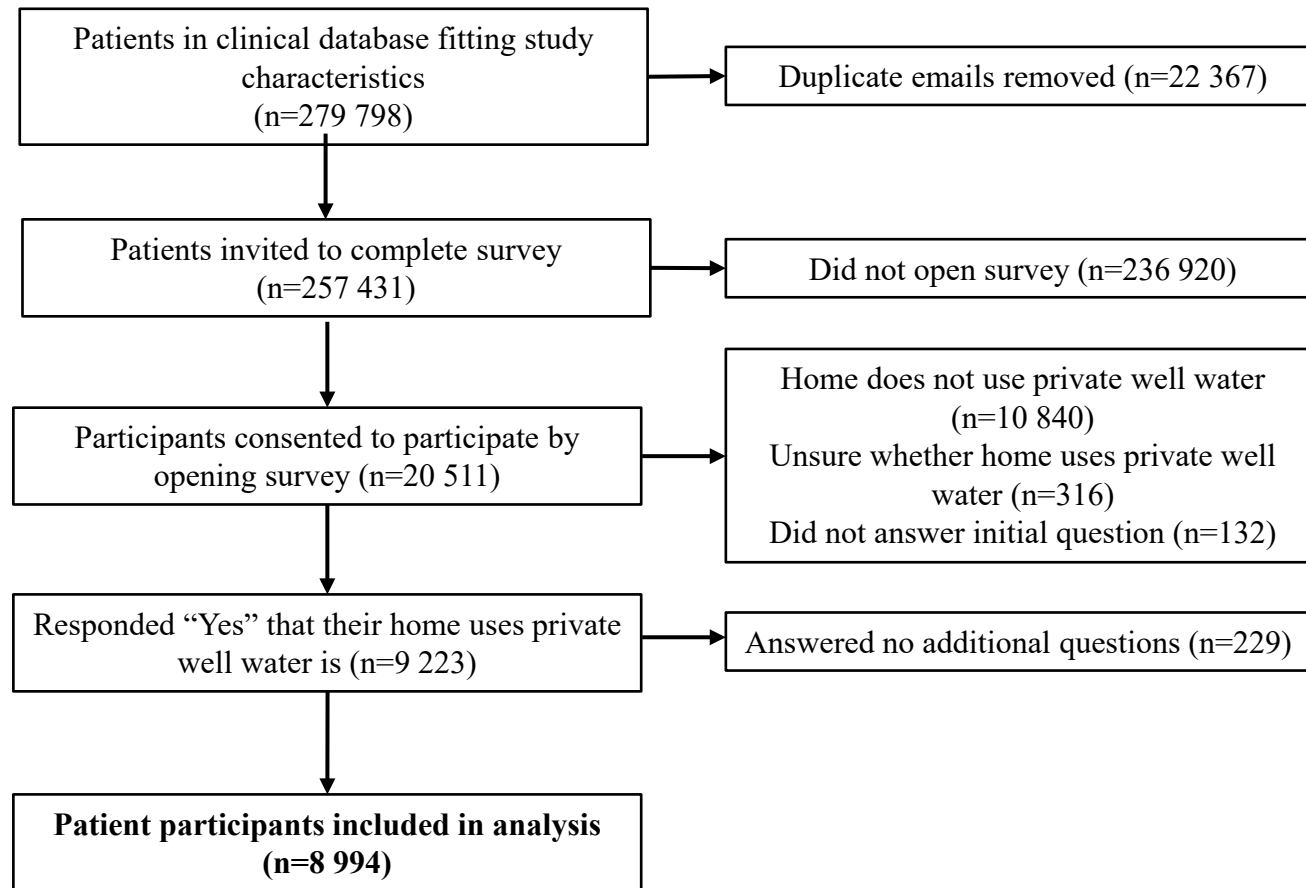 Patients in clinical database fitting study
characteristics
(n=279 798)
Duplicate emails removed (n=22 367)
Patients invited to complete survey
(n=257 431)
Did not open survey (n=236 920)
Participants consented to participate by
opening survey (n=20 511)
Home does not use private well water
(n=10 840)
Unsure whether home uses private well
water (n=316)
Did not answer initial question (n=132)
Responded “Yes” that their home uses private
well water is (n=9 223)
Answered no additional questions (n=229)
Patient participants included in analysis
(n=8 994)